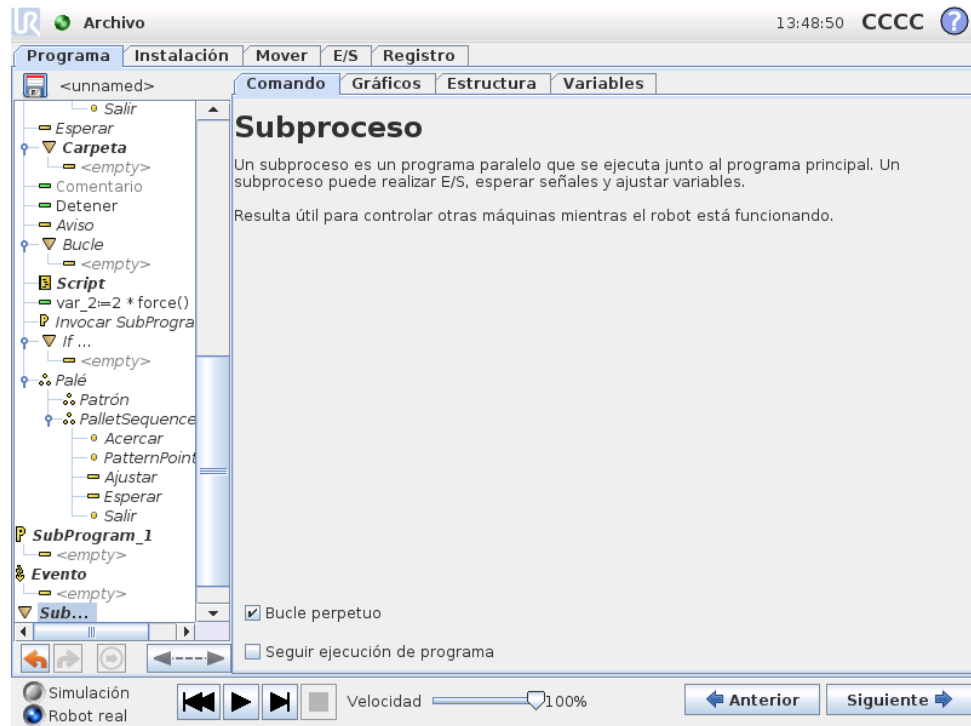 UR Archivo 13:48:50 CCCC ?
Programa Instalación Mover E/S Registro
<unnamed>
Comando Gráficos Estructura Variables
Salir
Esperar
Carpeta
<empty>
Comentario
Detener
Aviso
Bucle
<empty>
Script
var_2:=2 * force()
Invocar SubProgra
If ...
<empty>
Palé
Patrón
PalletSequence
Acercar
PatternPoint
Ajustar
Esperar
Salir
SubProgram_1
<empty>
Evento
<empty>
Sub...
Subproceso
Un subproceso es un programa paralelo que se ejecuta junto al programa principal. Un
subproceso puede realizar E/S, esperar señales y ajustar variables.
Resulta útil para controlar otras máquinas mientras el robot está funcionando.
Bucle perpetuo
Seguir ejecución de programa
Simulación
Robot real
Velocidad 100%
Anterior Siguiente